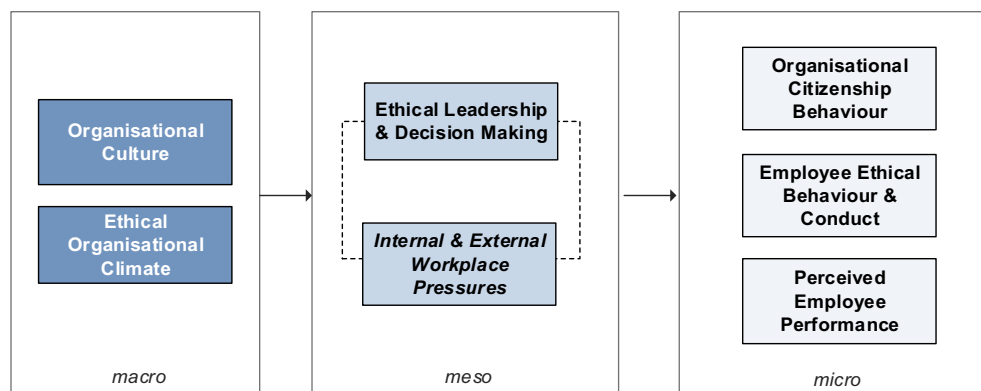 Organisational
Culture
Ethical
Organisational
Climate
macro
Ethical Leadership
& Decision Making
Internal & External
Workplace
Pressures
meso
Organisational
Citizenship
Behaviour
Employee Ethical
Behaviour &
Conduct
Perceived
Employee
Performance
micro